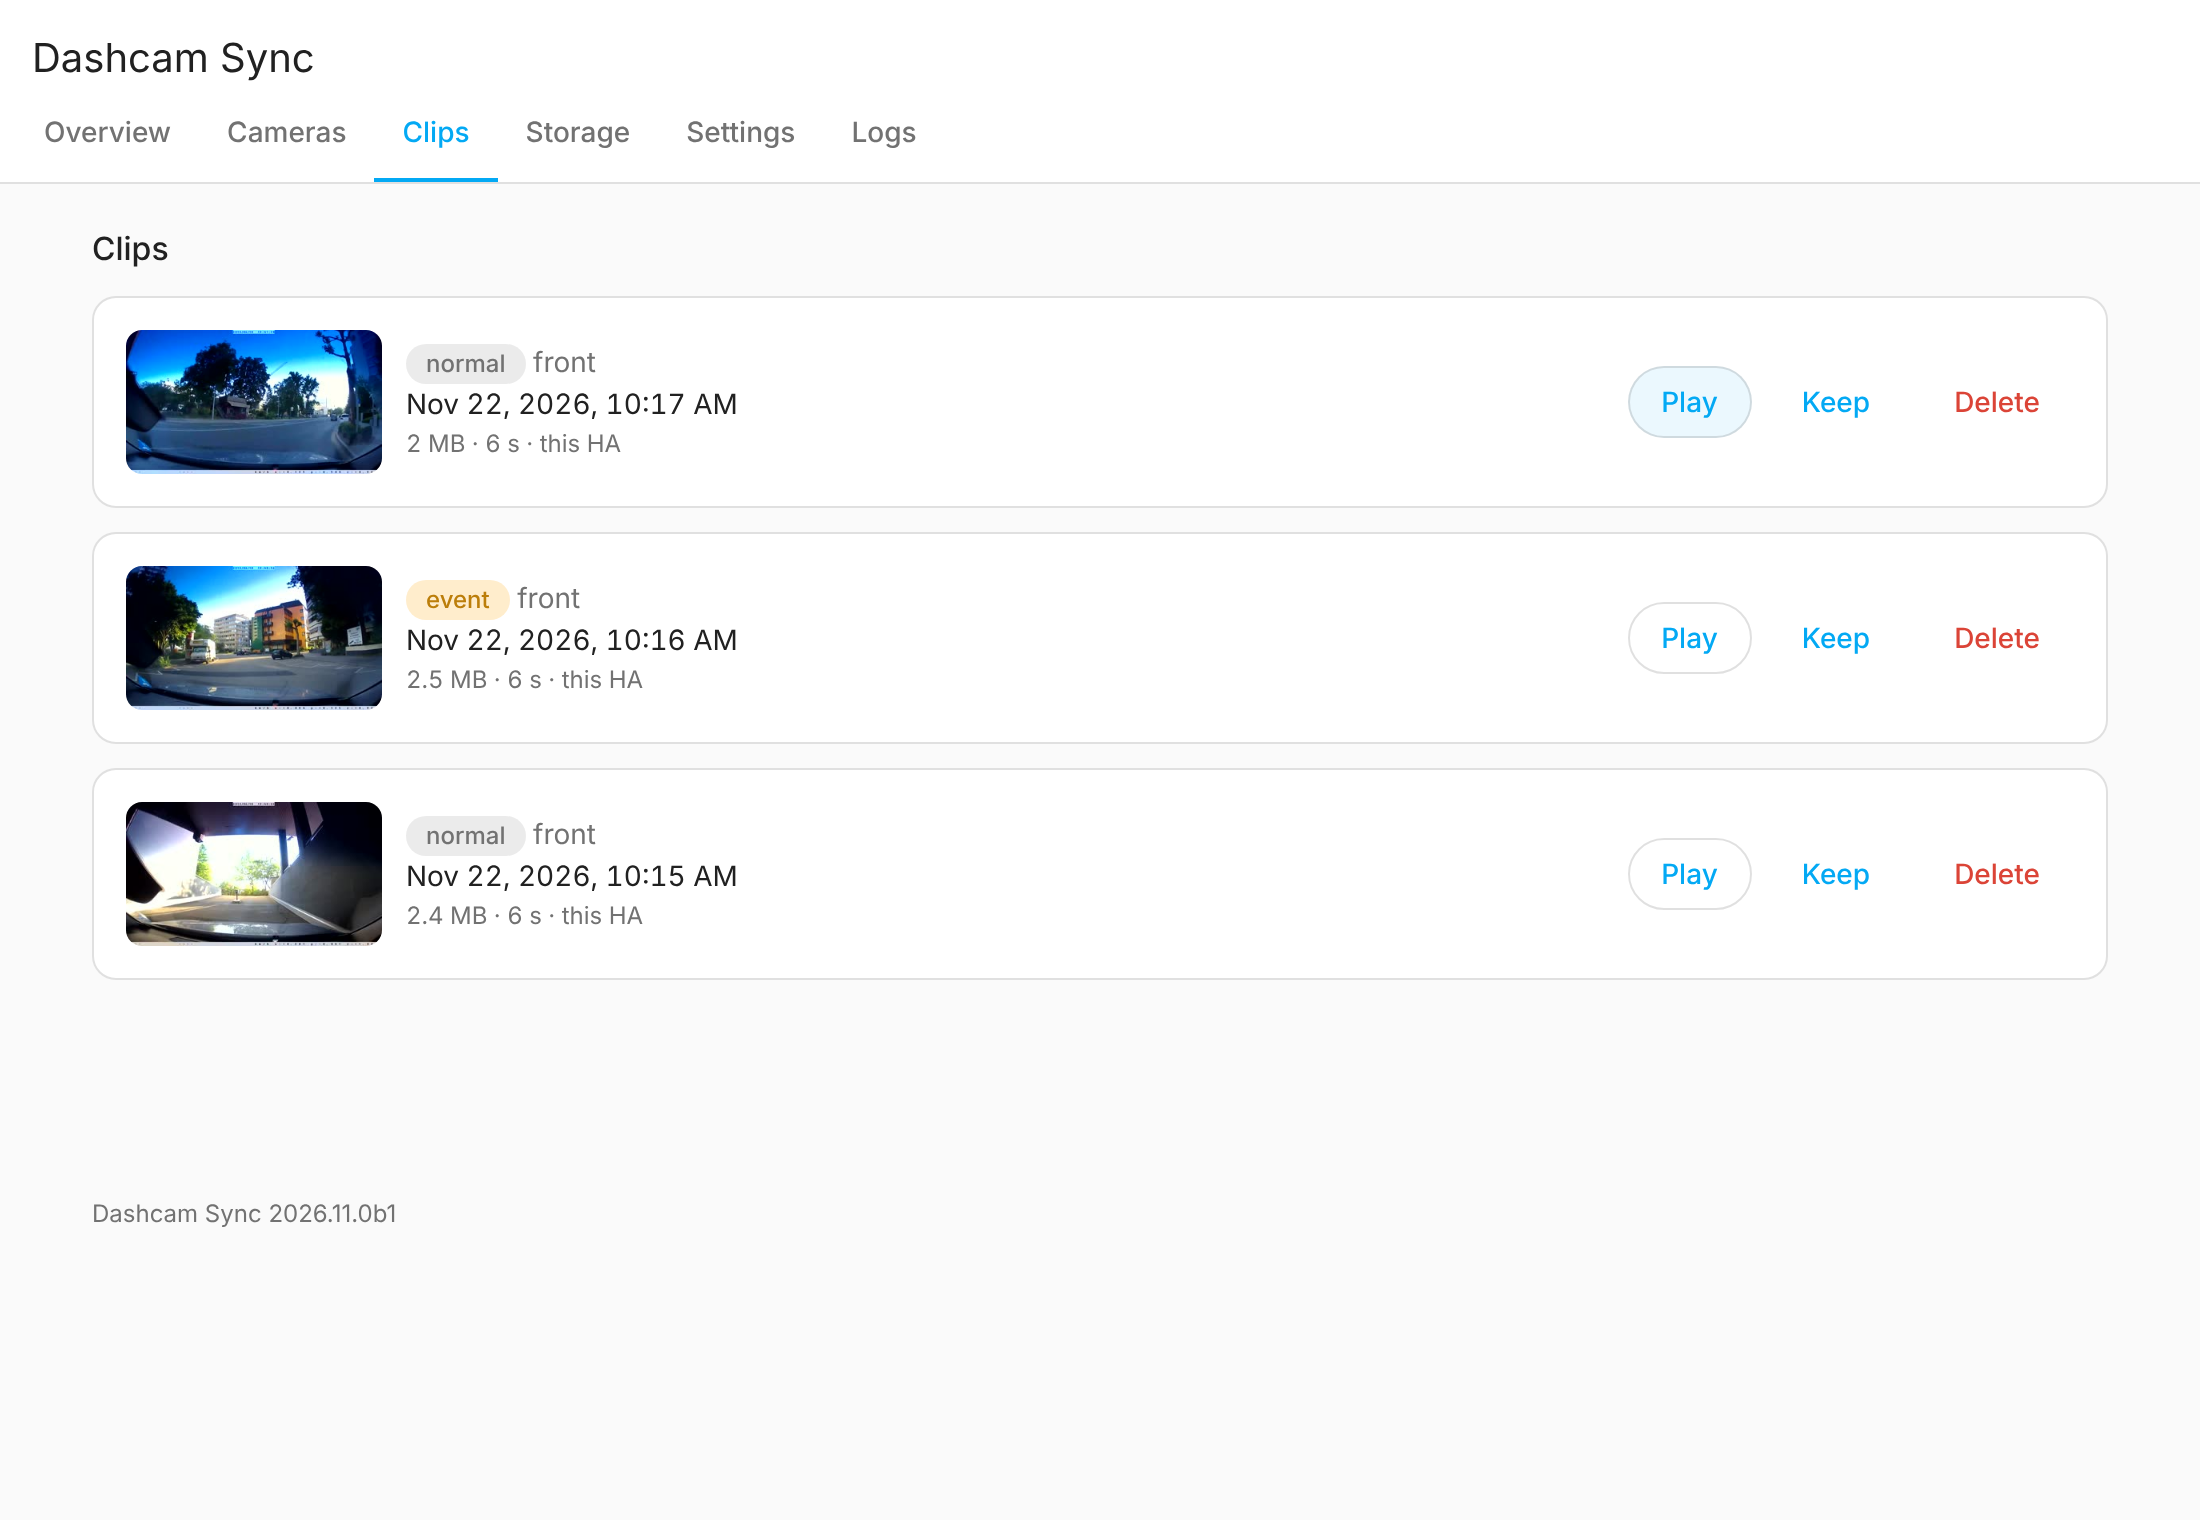 Dashcam Sync
Overview Cameras Clips Storage Settings Logs
Clips
normal front
Nov 22, 2026, 10:17 AM
2 MB · 6 s · this HA
Play Keep Delete
event front
Nov 22, 2026, 10:16 AM
2.5 MB · 6 s · this HA
Play Keep Delete
normal front
Nov 22, 2026, 10:15 AM
2.4 MB · 6 s · this HA
Play Keep Delete
Dashcam Sync 2026.11.0b1